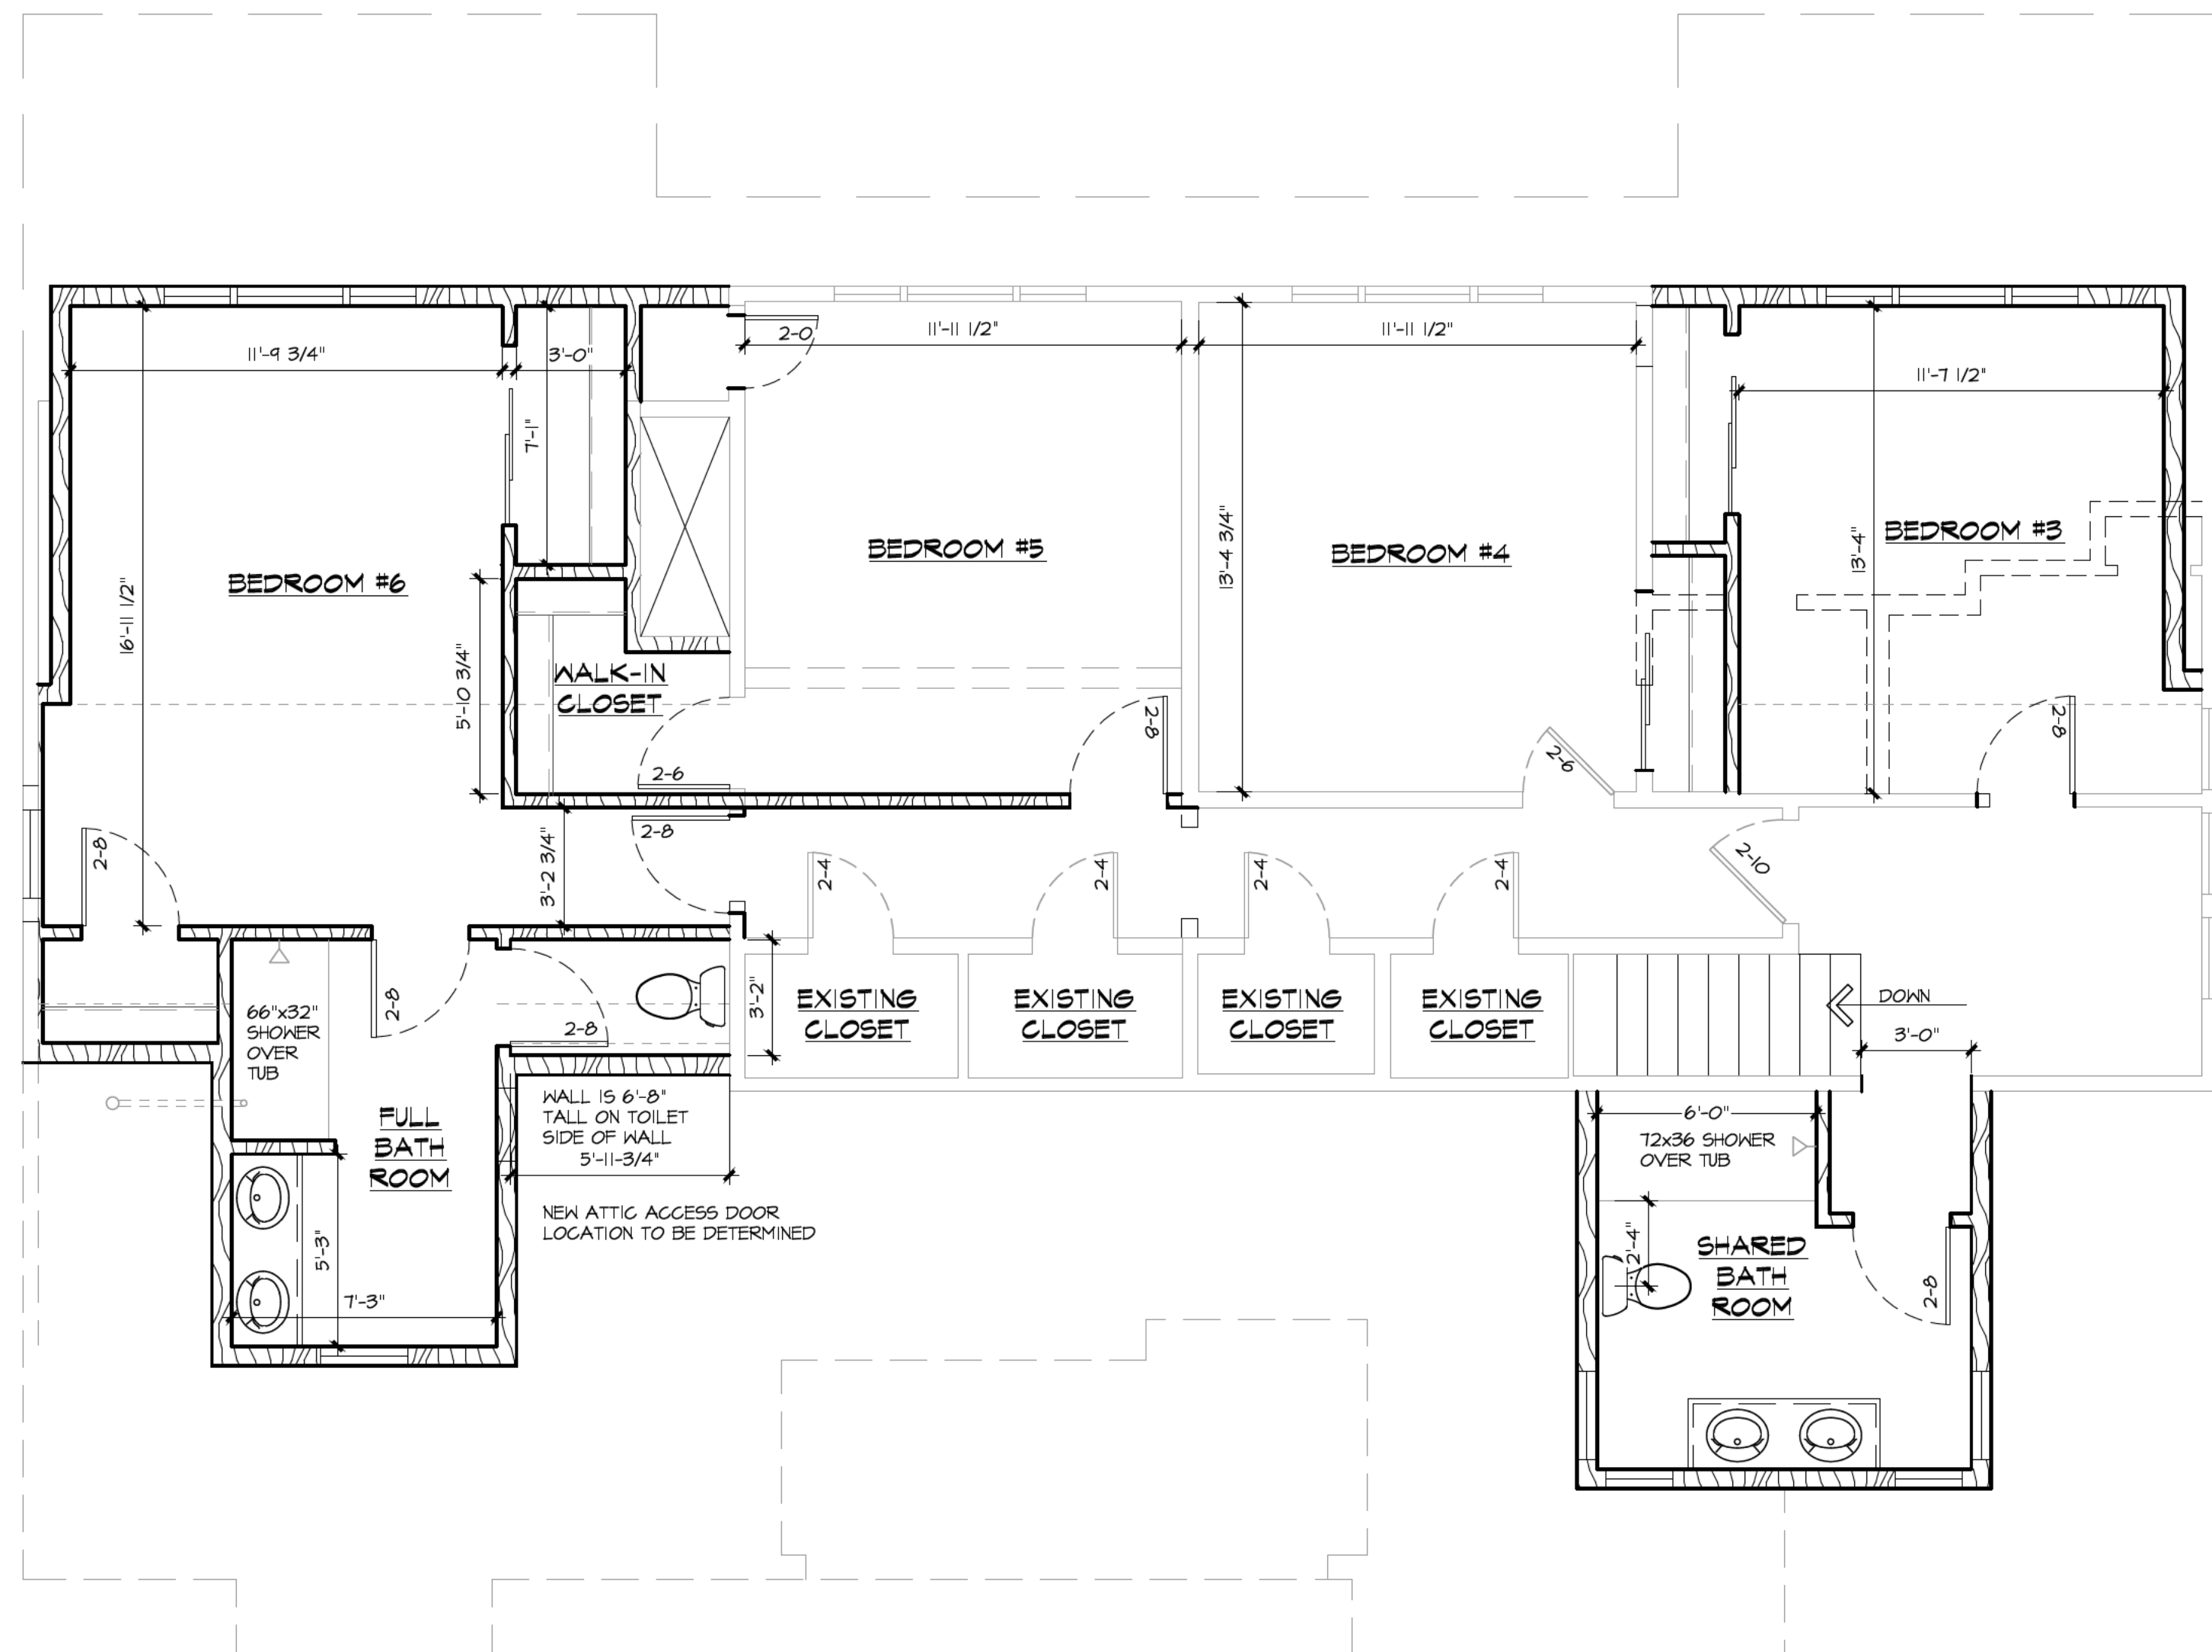 2-0
11'-11 1/2"
11'-11 1/2"
11'-9 3/4"
3'-0"
11'-7 1/2"
7'-1"
BEDROOM #6
16'-11 1/2"
BEDROOM #5
BEDROOM #4
13'-4 3/4"
BEDROOM #3
13'-4"
5'-10 3/4"
WALK-IN
CLOSET
2-6
2-8
2-6
2-8
2-8
2-8
3'-2 3/4"
2-4
2-4
2-4
2-4
2-10
66"x32"
SHOWER
OVER
TUB
2-8
2-8
3'-2"
EXISTING
CLOSET
EXISTING
CLOSET
EXISTING
CLOSET
EXISTING
CLOSET
DOWN
3'-0"
FULL
BATH
ROOM
WALL IS 6'-8"
TALL ON TOILET
SIDE OF WALL
5'-11-3/4"
NEW ATTIC ACCESS DOOR
LOCATION TO BE DETERMINED
5'-3"
7'-3"
6'-0"
72x36 SHOWER
OVER TUB
2'-4"
SHARED
BATH
ROOM
2-8